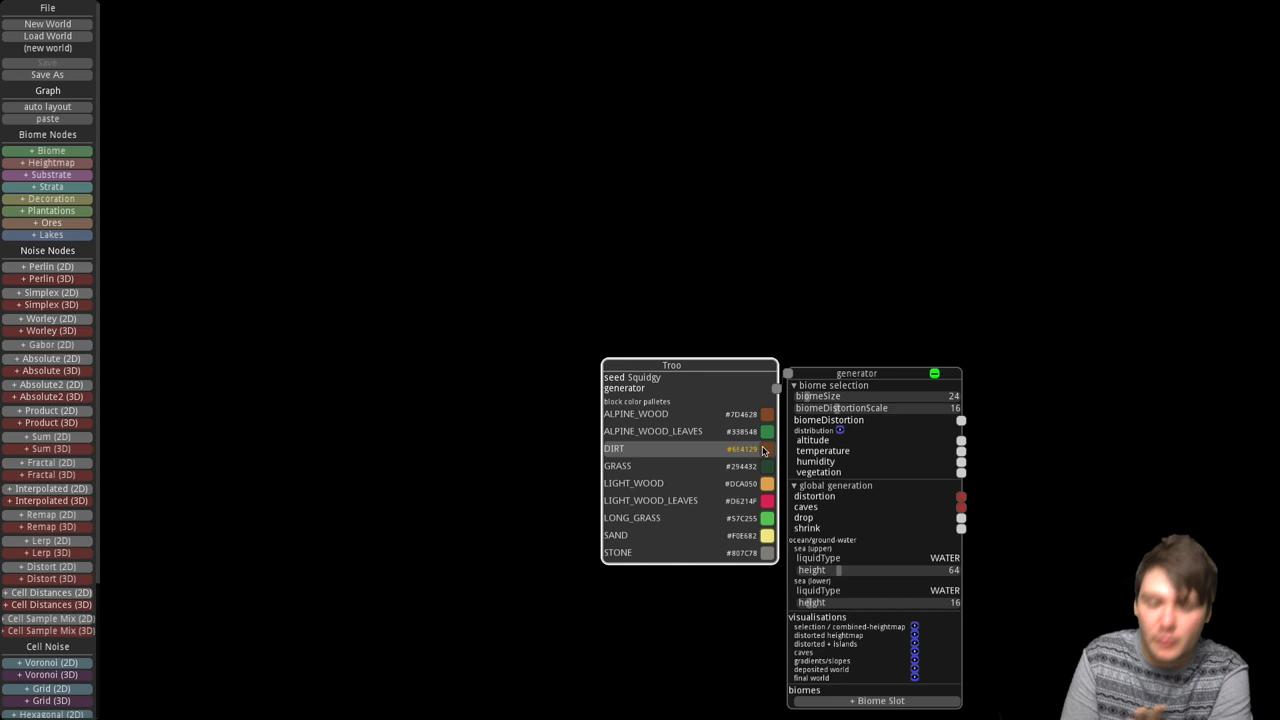 File
New World
Load World
(new world)
Save
Save As
Graph
auto layout
paste
Biome Nodes
+ Biome
+ Heightmap
+ Substrate
+ Strata
+ Decoration
+ Plantations
+ Ores
+ Lakes
Noise Nodes
+ Perlin (2D)
+ Perlin (3D)
+ Simplex (2D)
+ Simplex (3D)
+ Worley (2D)
+ Worley (3D)
+ Gabor (2D)
+ Absolute (2D)
+ Absolute (3D)
+ Absolute2 (2D)
+ Absolute2 (3D)
+ Product (2D)
+ Product (3D)
+ Sum (2D)
+ Sum (3D)
+ Fractal (2D)
+ Fractal (3D)
+ Interpolated (2D)
+ Interpolated (3D)
+ Remap (2D)
+ Remap (3D)
+ Lerp (2D)
+ Lerp (3D)
+ Distort (2D)
+ Distort (3D)
+ Cell Distances (2D)
+ Cell Distances (3D)
+ Cell Sample Mix (2D)
+ Cell Sample Mix (3D)
Cell Noise
+ Voronoi (2D)
+ Voronoi (3D)
+ Grid (2D)
+ Grid (3D)
+ Hexagonal (2D)
Troo
seed Squidgy
generator
block color palletes
ALPINE_WOOD #7D4628
ALPINE_WOOD_LEAVES #338548
DIRT #6E4129
GRASS #294432
LIGHT_WOOD #DCA050
LIGHT_WOOD_LEAVES #D6214F
LONG_GRASS #57C255
SAND #F0E682
STONE #807C78
generator
biome selection
biomeSize 24
biomeDistortionScale 16
biomeDistortion
distribution
altitude
temperature
humidity
vegetation
global generation
distortion
caves
drop
shrink
ocean/ground-water
sea (upper)
liquidType WATER
height 64
sea (lower)
liquidType WATER
height 16
visualisations
selection / combined-heightmap
distorted heightmap
distorted + islands
caves
gradients/slopes
deposited world
final world
biomes
+ Biome Slot